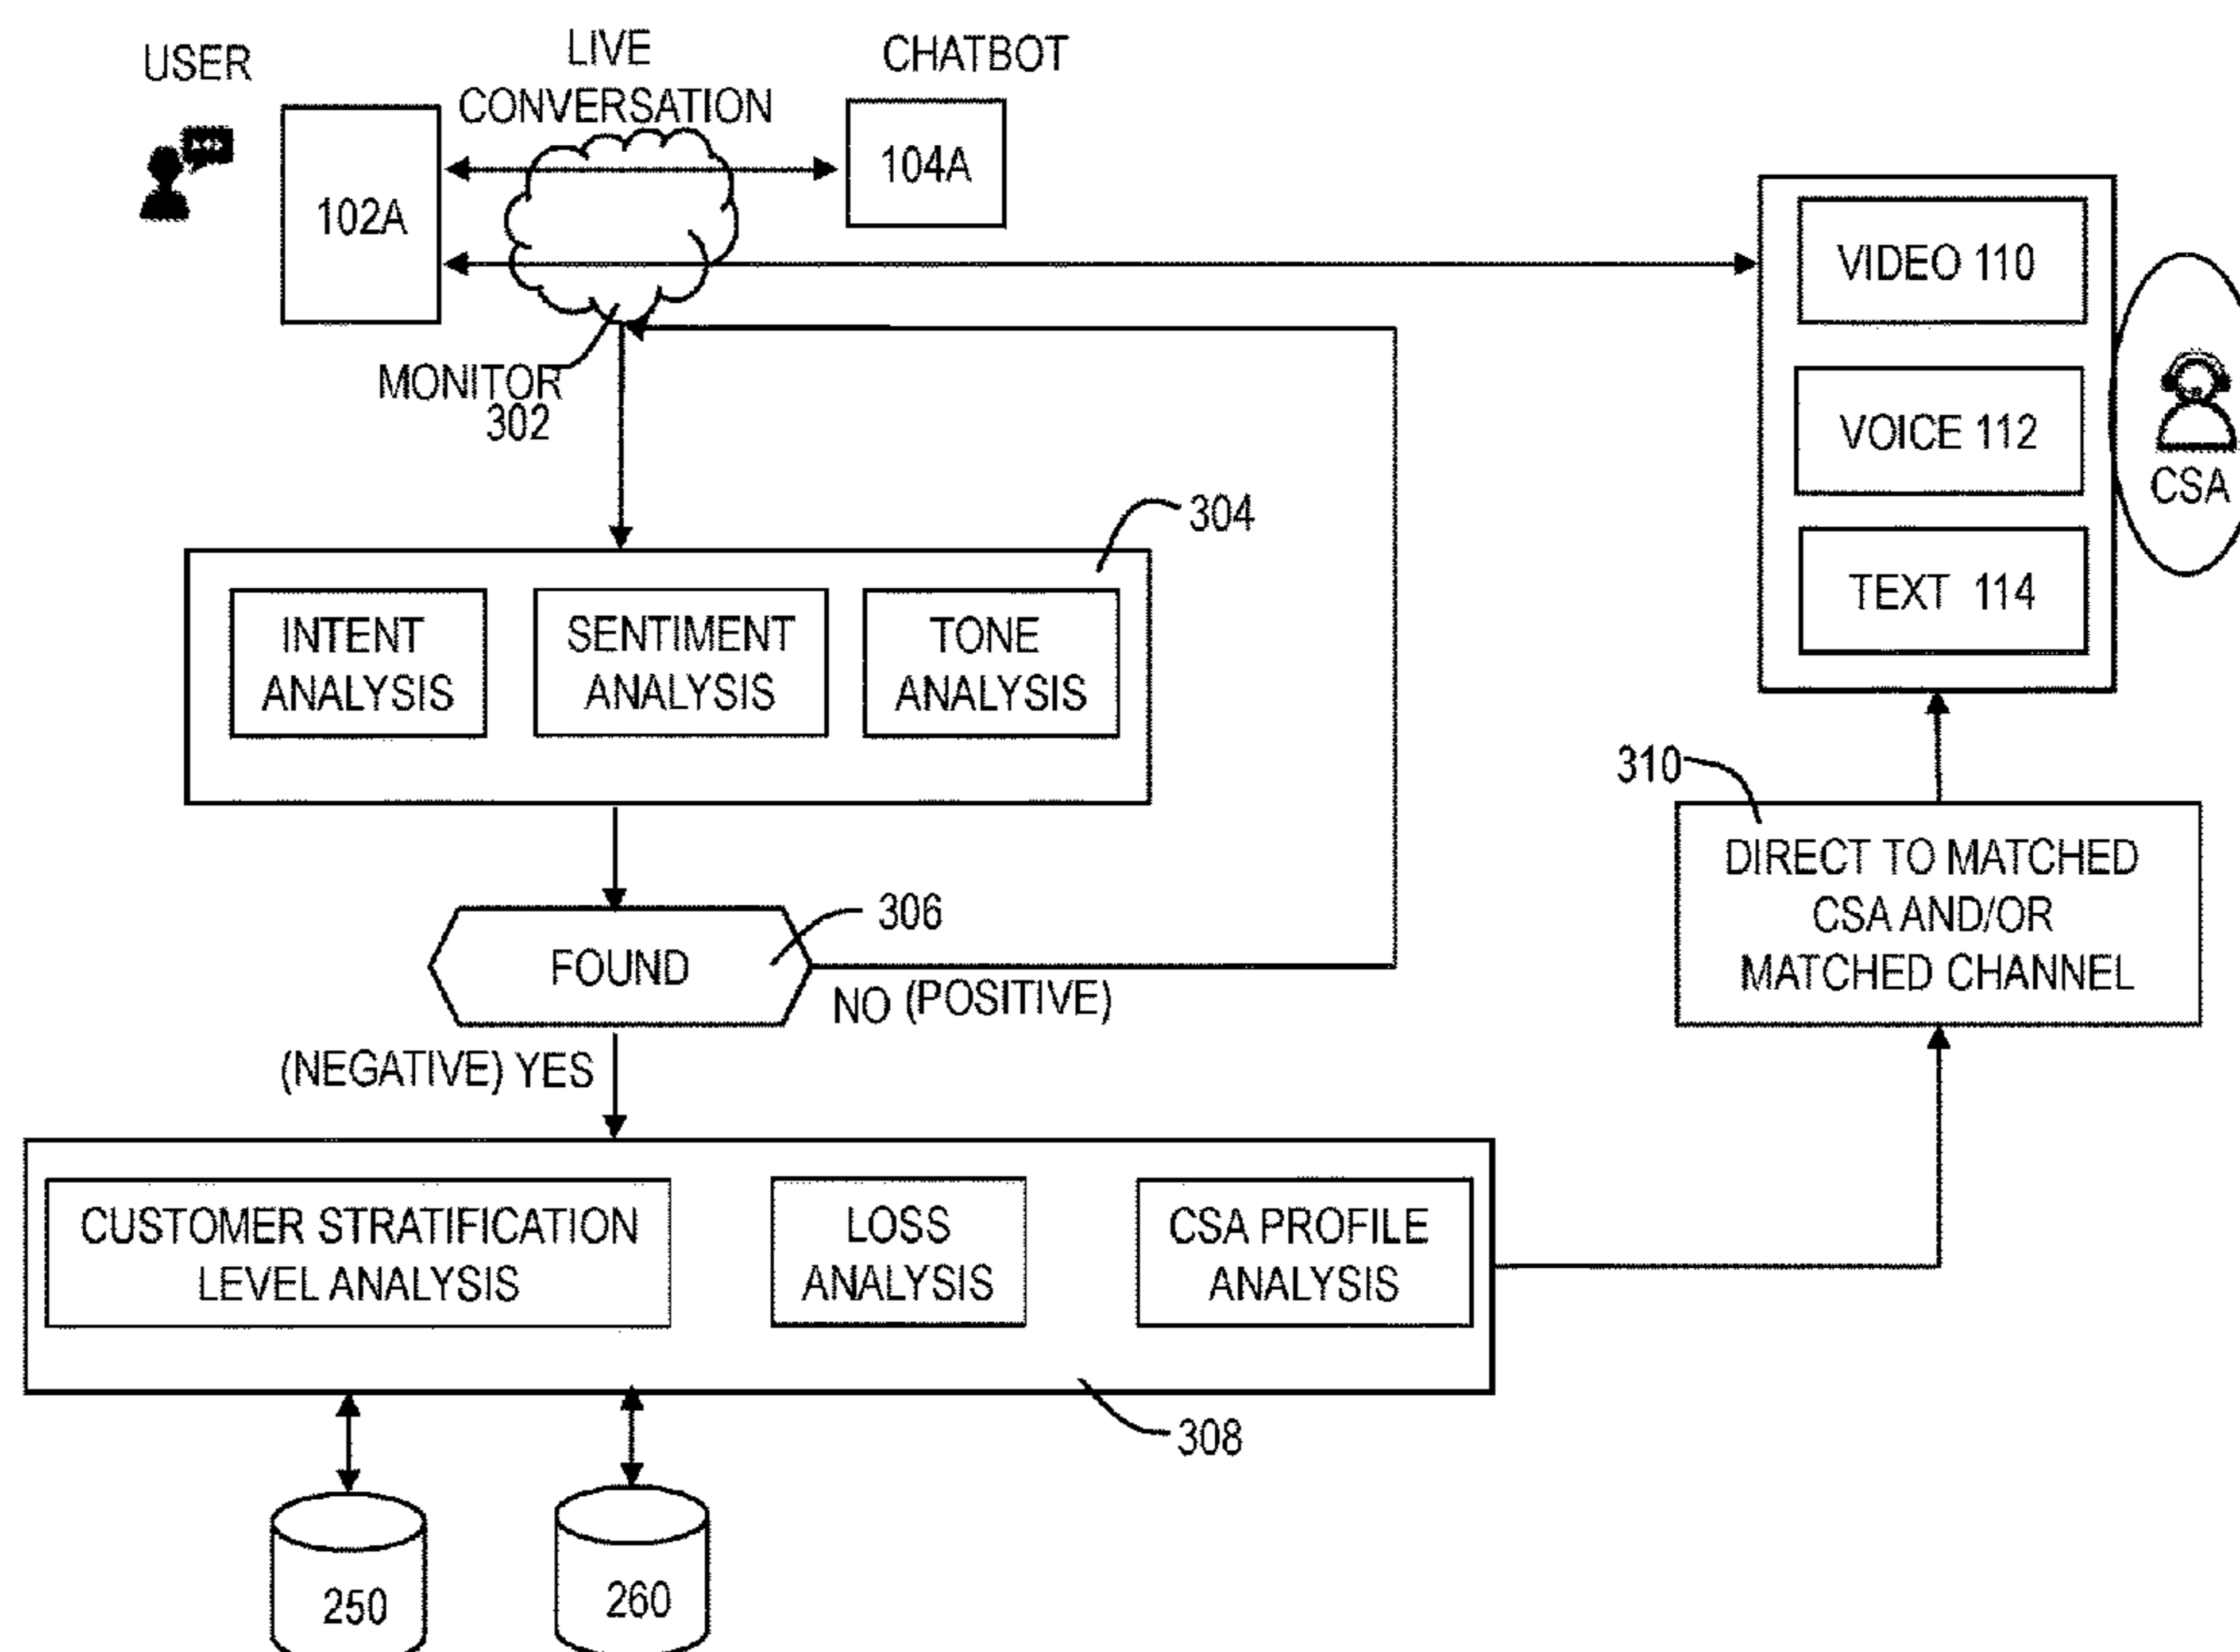 USER
LIVE
CONVERSATION
CHATBOT
102A
104A
MONITOR
302
VIDEO 110
VOICE 112
TEXT 114
CSA
304
INTENT
ANALYSIS
SENTIMENT
ANALYSIS
TONE
ANALYSIS
306
FOUND
NO (POSITIVE)
(NEGATIVE) YES
310
DIRECT TO MATCHED
CSA AND/OR
MATCHED CHANNEL
CUSTOMER STRATIFICATION
LEVEL ANALYSIS
LOSS
ANALYSIS
CSA PROFILE
ANALYSIS
308
250
260